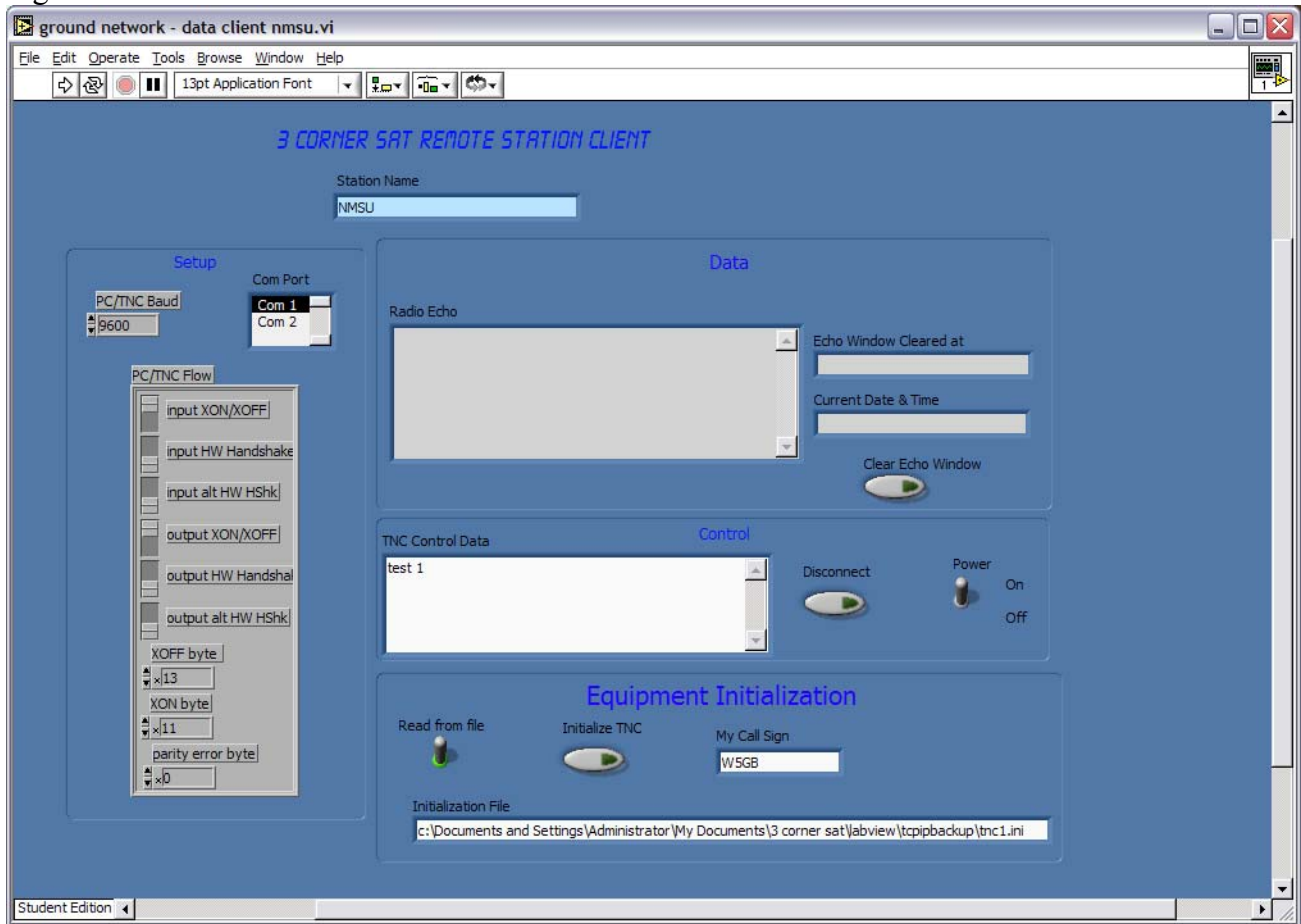 ground network - data client nmsu.vi
File Edit Operate Tools Browse Window Help
13pt Application Font
1
3 CORNER SAT REMOTE STATION CLIENT
Station Name
NMSU
Setup
Com Port
PC/TNC Baud
Com 1
9600
Com 2
PC/TNC Flow
input XON/XOFF
input HW Handshake
input alt HW HShk
output XON/XOFF
output HW Handshal
output alt HW HShk
XOFF byte
x13
XON byte
x11
parity error byte
x0
Data
Radio Echo
Echo Window Cleared at
Current Date & Time
Clear Echo Window
Control
TNC Control Data
test 1
Disconnect
Power
On
Off
Equipment Initialization
Read from file
Initialize TNC
My Call Sign
W5GB
Initialization File
c:\Documents and Settings\Administrator\My Documents\3 corner sat\labview\tcpipbackup\tnc1.ini
Student Edition